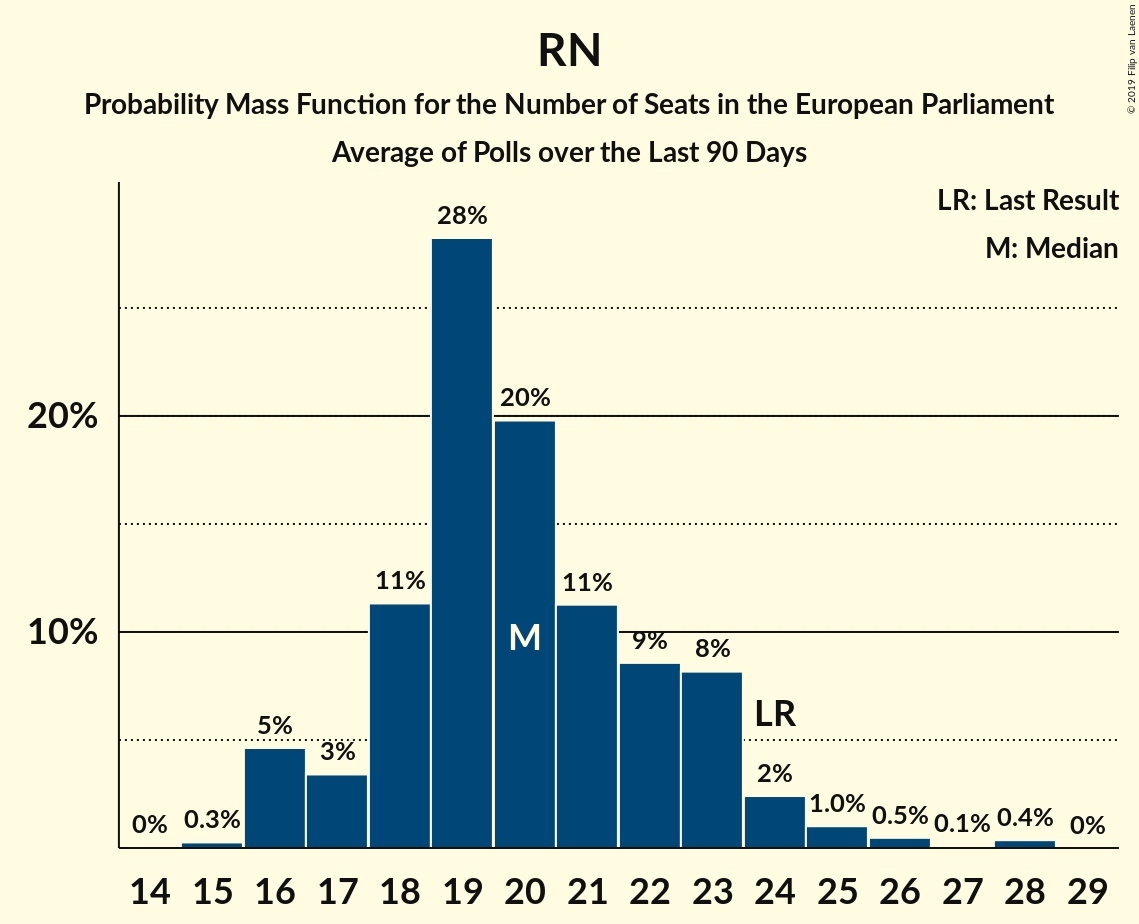 RN
Probability Mass Function for the Number of Seats in the European Parliament
Average of Polls over the Last 90 Days
© 2019 Filip van Laenen
LR: Last Result
M: Median
28%
20%
20%
11%
11%
10%
M
9%
8%
LR
5%
3%
2%
0%
0.3%
1.0%
0.5%
0.1%
0.4%
0%
14 15 16 17 18 19 20 21 22 23 24 25 26 27 28 29